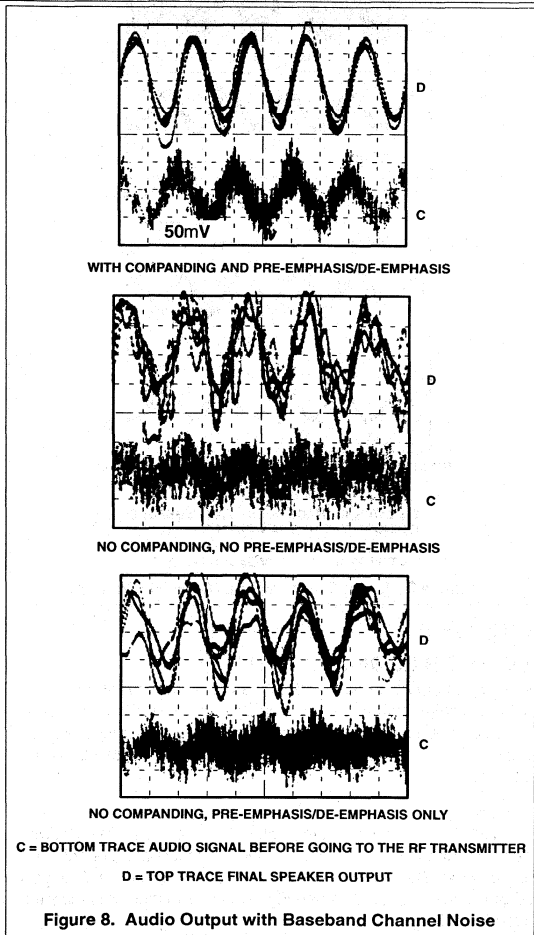 D
C
50mV
WITH COMPANDING AND PRE-EMPHASIS/DE-EMPHASIS
D
C
NO COMPANDING, NO PRE-EMPHASIS/DE-EMPHASIS
D
C
NO COMPANDING, PRE-EMPHASIS/DE-EMPHASIS ONLY
C = BOTTOM TRACE AUDIO SIGNAL BEFORE GOING TO THE RF TRANSMITTER
D = TOP TRACE FINAL SPEAKER OUTPUT
Figure 8. Audio Output with Baseband Channel Noise